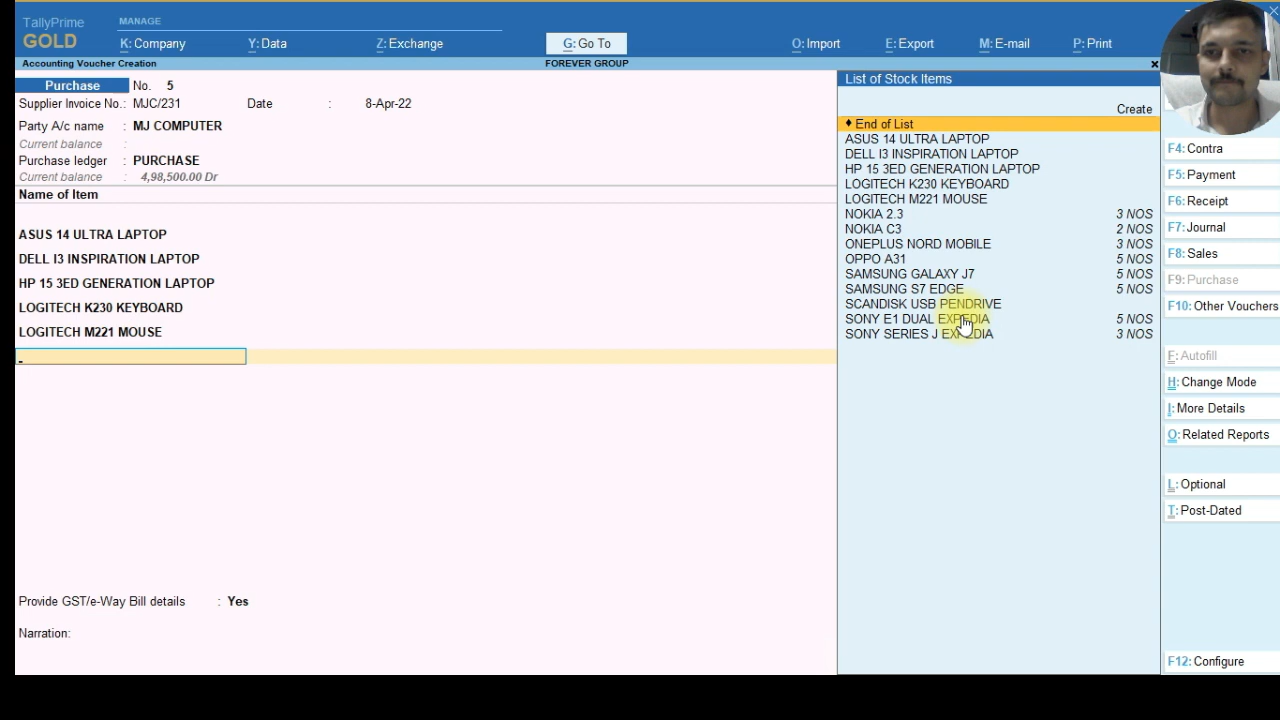 TallyPrime MANAGE
GOLD K: Company Y: Data Z: Exchange G: Go To O: Import E: Export M: E-mail P: Print
Accounting Voucher Creation FOREVER GROUP x
Purchase No. 5
Supplier Invoice No.: MJC/231 Date : 8-Apr-22
Party A/c name : MJ COMPUTER
Current balance :
Purchase ledger : PURCHASE
Current balance : 4,98,500.00 Dr
Name of Item
ASUS 14 ULTRA LAPTOP
DELL I3 INSPIRATION LAPTOP
HP 15 3ED GENERATION LAPTOP
LOGITECH K230 KEYBOARD
LOGITECH M221 MOUSE
Provide GST/e-Way Bill details : Yes
Narration:
List of Stock Items
Create
♦ End of List
ASUS 14 ULTRA LAPTOP
DELL I3 INSPIRATION LAPTOP
HP 15 3ED GENERATION LAPTOP
LOGITECH K230 KEYBOARD
LOGITECH M221 MOUSE
NOKIA 2.3 3 NOS
NOKIA C3 2 NOS
ONEPLUS NORD MOBILE 3 NOS
OPPO A31 5 NOS
SAMSUNG GALAXY J7 5 NOS
SAMSUNG S7 EDGE 5 NOS
SCANDISK USB PENDRIVE
SONY E1 DUAL EXPEDIA 5 NOS
SONY SERIES J EXPEDIA 3 NOS
F4: Contra
F5: Payment
F6: Receipt
F7: Journal
F8: Sales
F9: Purchase
F10: Other Vouchers
F: Autofill
H: Change Mode
I: More Details
O: Related Reports
L: Optional
T: Post-Dated
F12: Configure